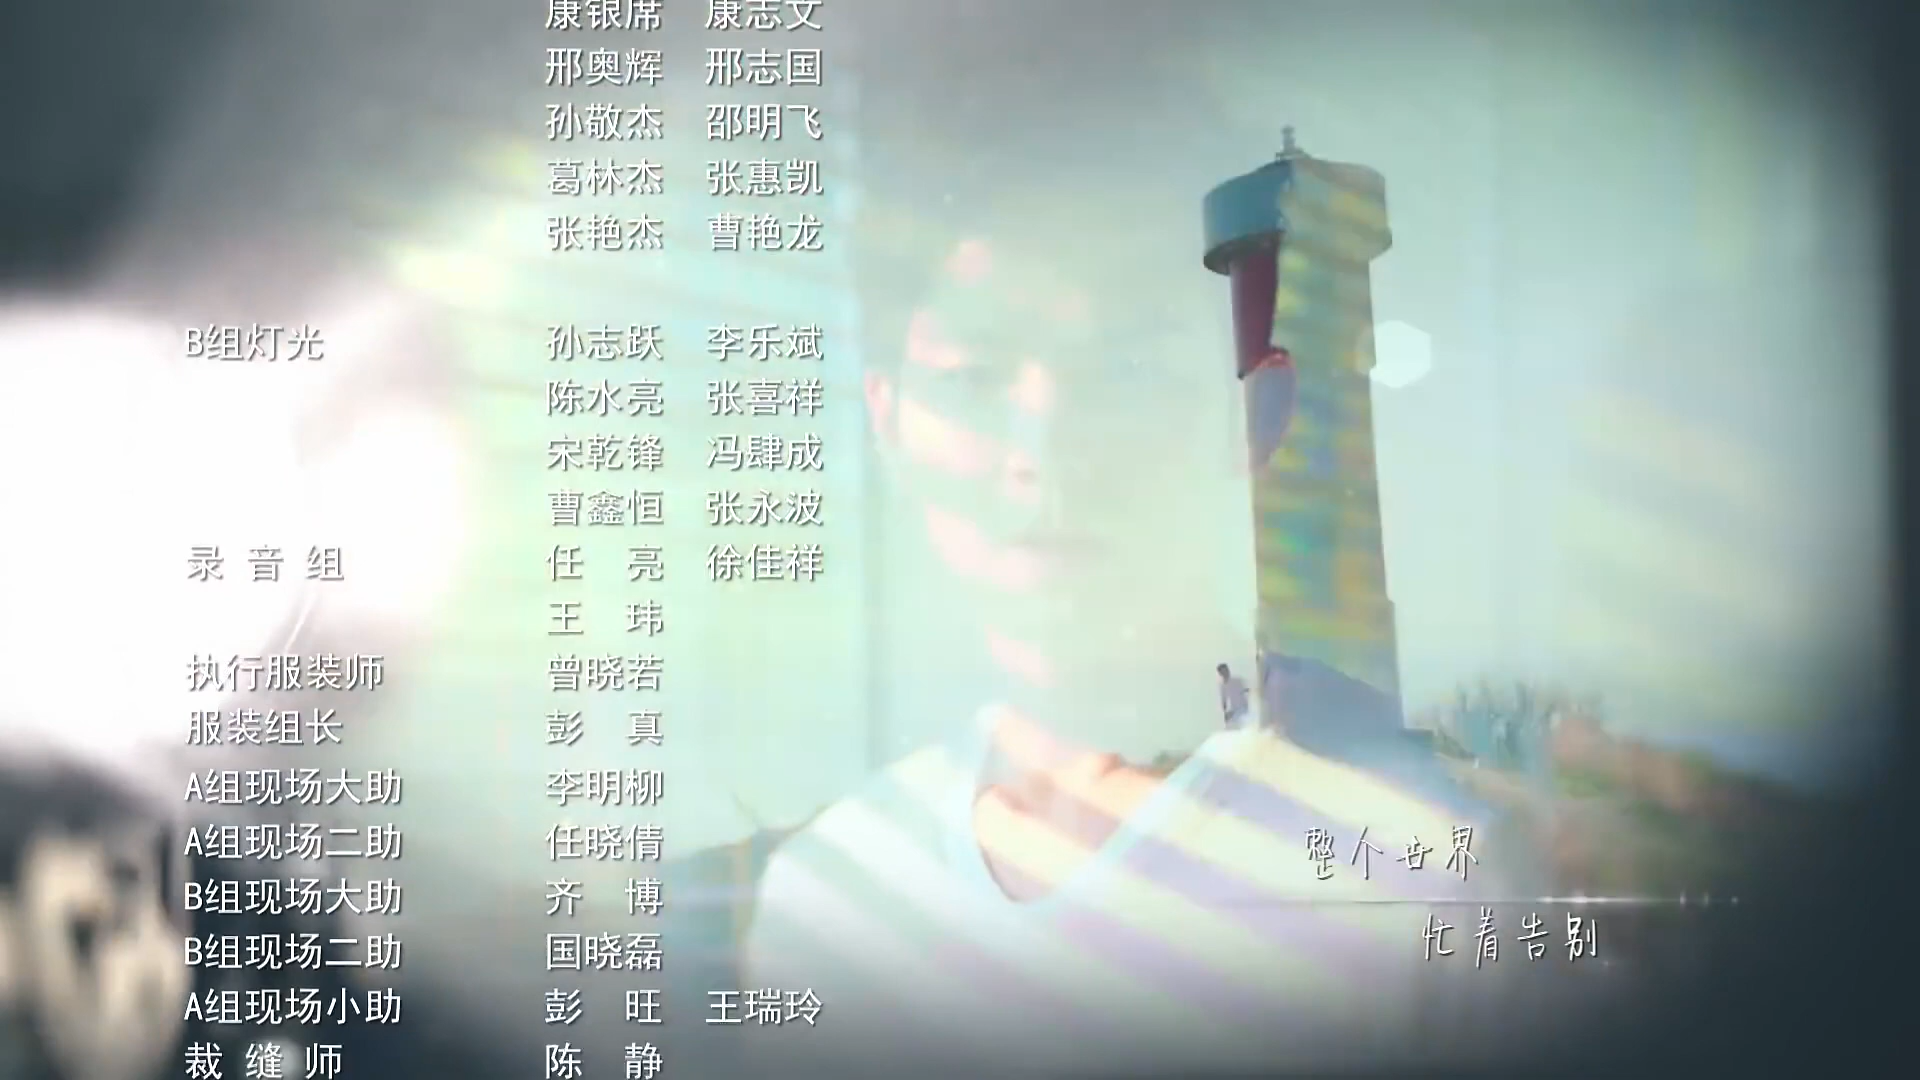 康银席 康志文
邢奥辉 邢志国
孙敬杰 邵明飞
葛林杰 张惠凯
张艳杰 曹艳龙
B组灯光 孙志跃 李乐斌
陈水亮 张喜祥
宋乾锋 冯肆成
曹鑫恒 张永波
录音组 任亮 徐佳祥
王玮
执行服装师 曾晓若
服装组长 彭真
A组现场大助 李明柳
A组现场二助 任晓倩
B组现场大助 齐博
B组现场二助 国晓磊
A组现场小助 彭旺 王瑞玲
裁缝师 陈静
整个世界
忙着告别